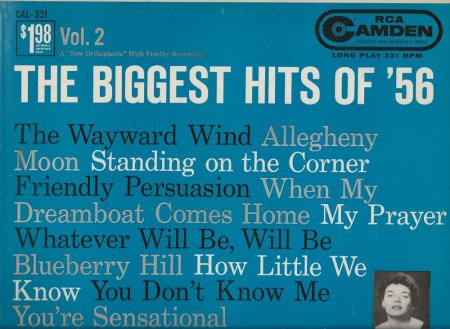 CAL-331
$1.98
Vol. 2
A "New Orthophonic" High Fidelity Recording
RCA
CAMDEN
LONG PLAY 33⅓ RPM
THE BIGGEST HITS OF '56
The Wayward Wind Allegheny
Moon Standing on the Corner
Friendly Persuasion When My
Dreamboat Comes Home My Prayer
Whatever Will Be, Will Be
Blueberry Hill How Little We
Know You Don't Know Me
You're Sensational